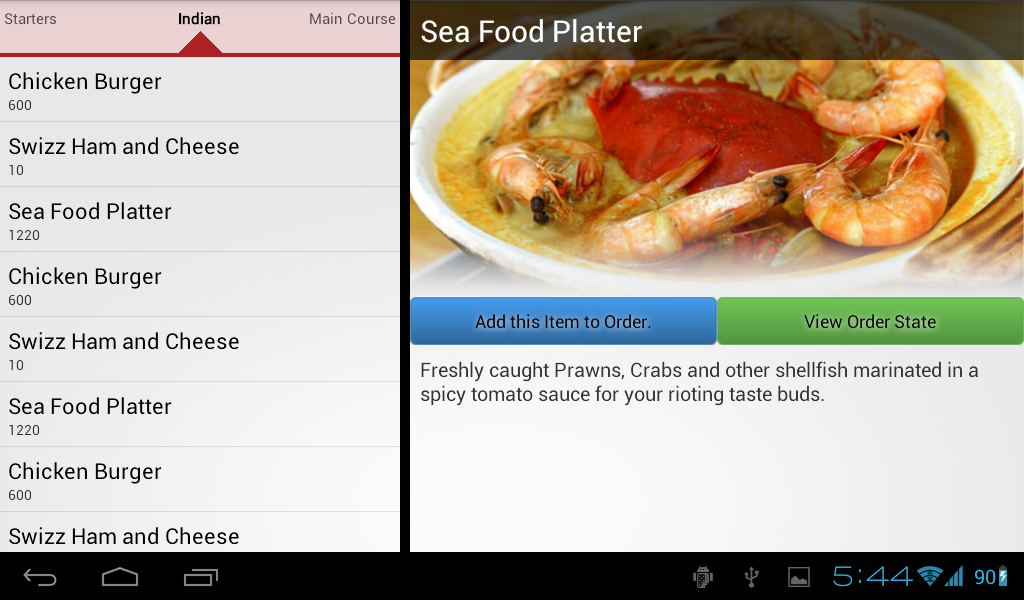 Starters
Indian
Main Course
Chicken Burger
600
Swizz Ham and Cheese
10
Sea Food Platter
1220
Chicken Burger
600
Swizz Ham and Cheese
10
Sea Food Platter
1220
Chicken Burger
600
Swizz Ham and Cheese
Sea Food Platter
Add this Item to Order.
View Order State
Freshly caught Prawns, Crabs and other shellfish marinated in a
spicy tomato sauce for your rioting taste buds.
5:44
90